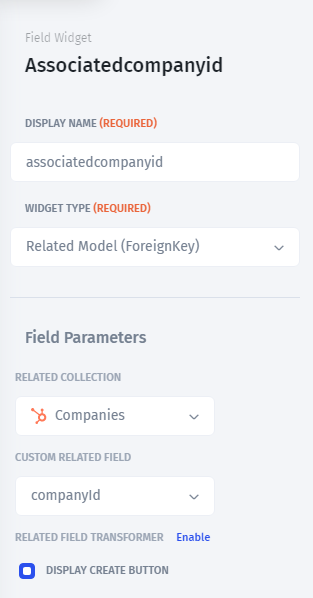 Field Widget
Associatedcompanyid
DISPLAY NAME (REQUIRED)
associatedcompanyid
WIDGET TYPE (REQUIRED)
Related Model (ForeignKey)
Field Parameters
RELATED COLLECTION
Companies
CUSTOM RELATED FIELD
companyId
RELATED FIELD TRANSFORMER Enable
DISPLAY CREATE BUTTON